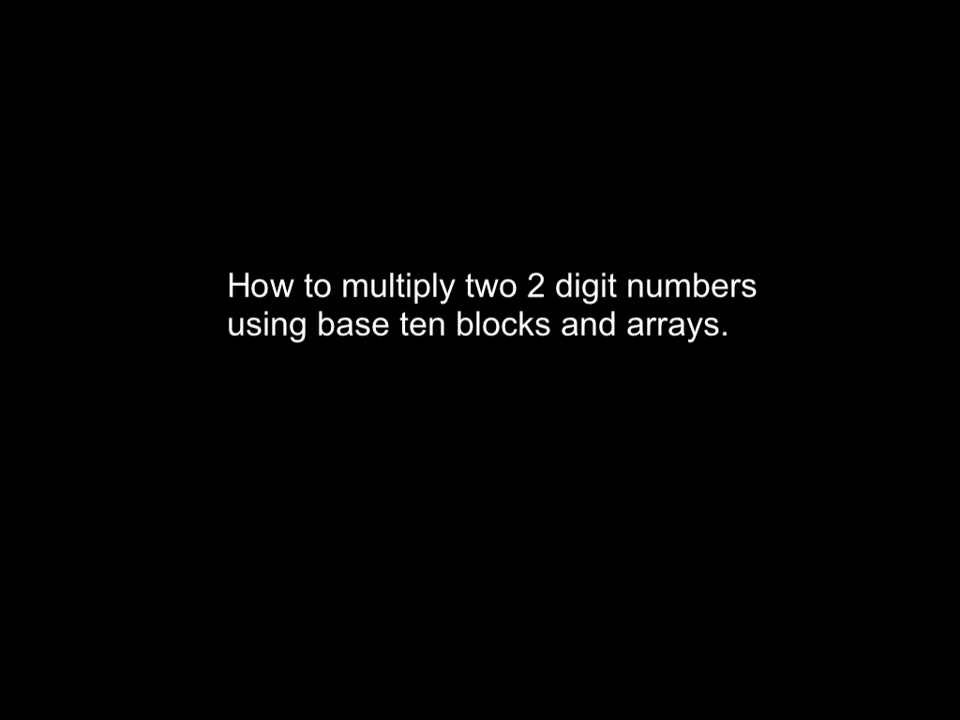 How to multiply two 2 digit numbers
using base ten blocks and arrays.